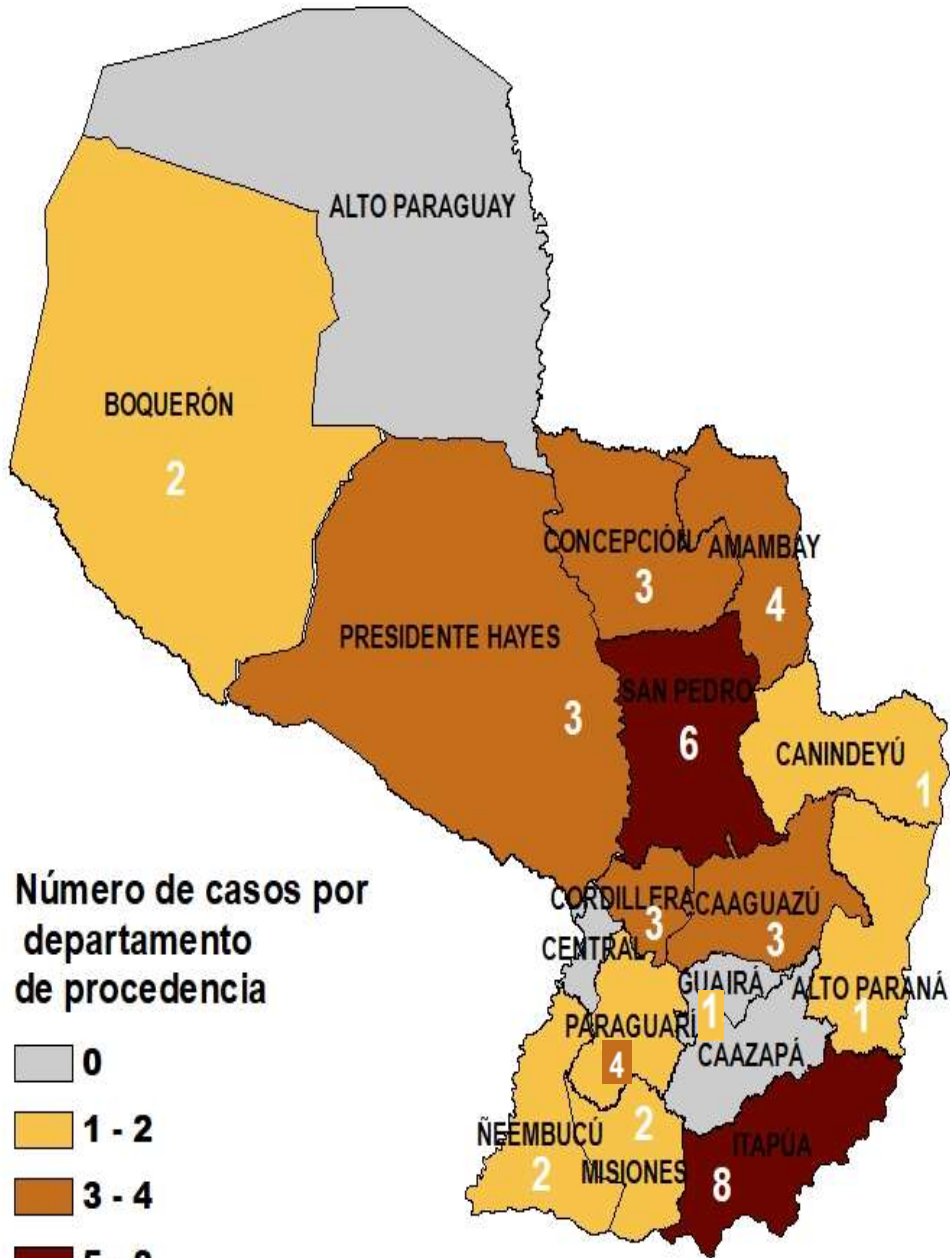 ALTO PARAGUAY
BOQUERÓN
2
CONCEPCIÓN
3
AMAMBAY
4
PRESIDENTE HAYES
3
SAN PEDRO
6
CANINDEYÚ
1
CORDILLERA
3
CAAGUAZÚ
3
CENTRAL
GUAIRÁ
1
ALTO PARANÁ
1
PARAGUARÍ
4
CAAZAPÁ
ÑEEMBUCÚ
2
MISIONES
2
ITAPÚA
8
Número de casos por
departamento
de procedencia
0
1 - 2
3 - 4